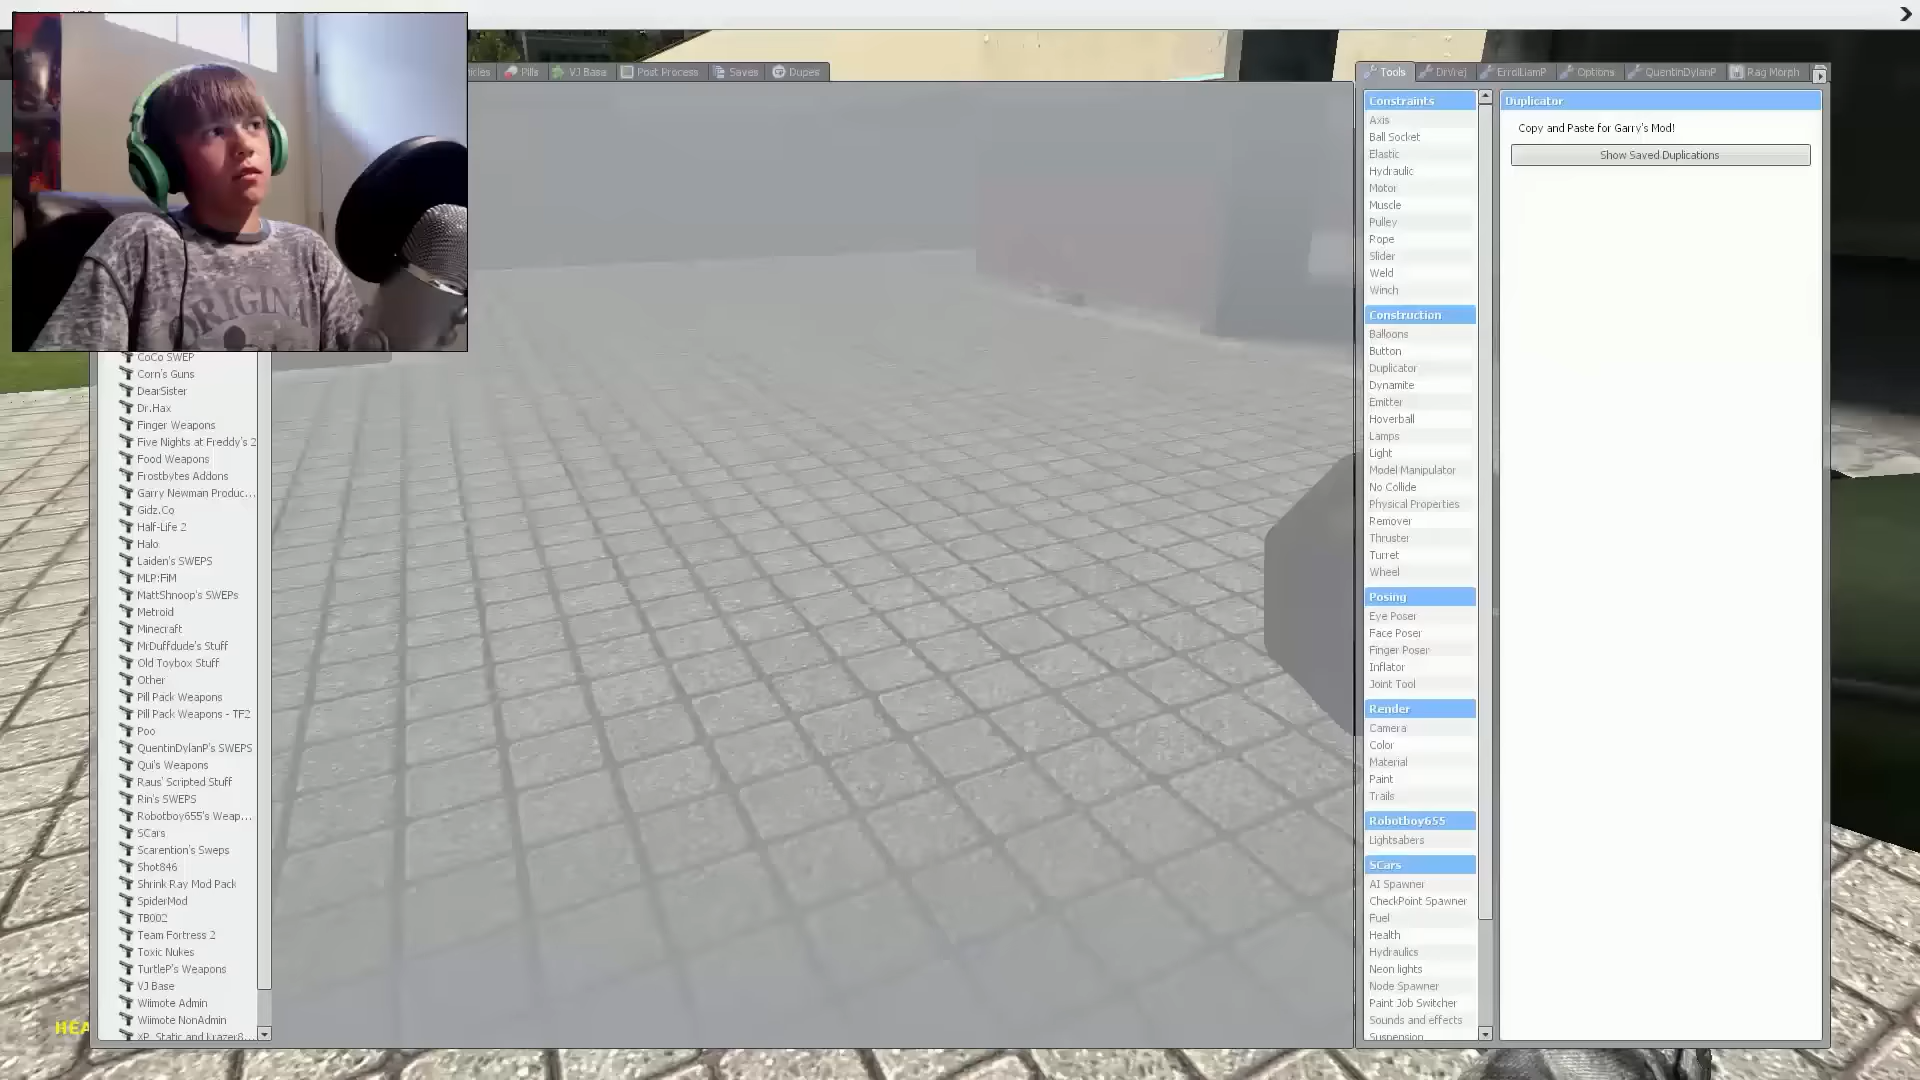 icles
Pills
VJ Base
Post Process
Saves
Dupes
Tools
DrVrej
ErrolLiamP
Options
QuentinDylanP
Rag Morph
ORIGINA
CoCo SWEP
Corn's Guns
DearSister
Dr.Hax
Finger Weapons
Five Nights at Freddy's 2
Food Weapons
Frostbytes Addons
Garry Newman Produc...
Gidz.Co
Half-Life 2
Halo
Laiden's SWEPS
MLP:FiM
MattShnoop's SWEPs
Metroid
Minecraft
MrDuffdude's Stuff
Old Toybox Stuff
Other
Pill Pack Weapons
Pill Pack Weapons - TF2
Poo
QuentinDylanP's SWEPS
Qui's Weapons
Raus' Scripted Stuff
Rin's SWEPS
Robotboy655's Weap...
SCars
Scarention's Sweps
Shot846
Shrink Ray Mod Pack
SpiderMod
TB002
Team Fortress 2
Toxic Nukes
TurtleP's Weapons
VJ Base
Wiimote Admin
Wiimote NonAdmin
XP_Static and Krazer8...
HEA
Constraints
Axis
Ball Socket
Elastic
Hydraulic
Motor
Muscle
Pulley
Rope
Slider
Weld
Winch
Construction
Balloons
Button
Duplicator
Dynamite
Emitter
Hoverball
Lamps
Light
Model Manipulator
No Collide
Physical Properties
Remover
Thruster
Turret
Wheel
Posing
Eye Poser
Face Poser
Finger Poser
Inflator
Joint Tool
Render
Camera
Color
Material
Paint
Trails
Robotboy655
Lightsabers
SCars
AI Spawner
CheckPoint Spawner
Fuel
Health
Hydraulics
Neon lights
Node Spawner
Paint Job Switcher
Sounds and effects
Suspension
Duplicator
Copy and Paste for Garry's Mod!
Show Saved Duplications